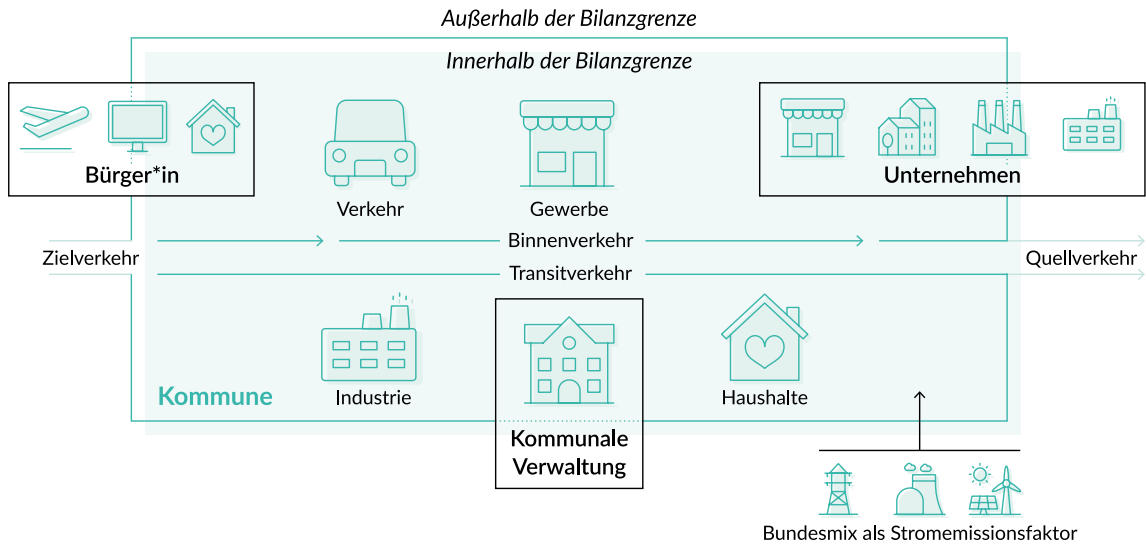 Außerhalb der Bilanzgrenze
Innerhalb der Bilanzgrenze
Bürger*in
Unternehmen
Verkehr
Gewerbe
Zielverkehr
Binnenverkehr
Quellverkehr
Transitverkehr
Kommune
Industrie
Haushalte
Kommunale
Verwaltung
Bundesmix als Stromemissionsfaktor